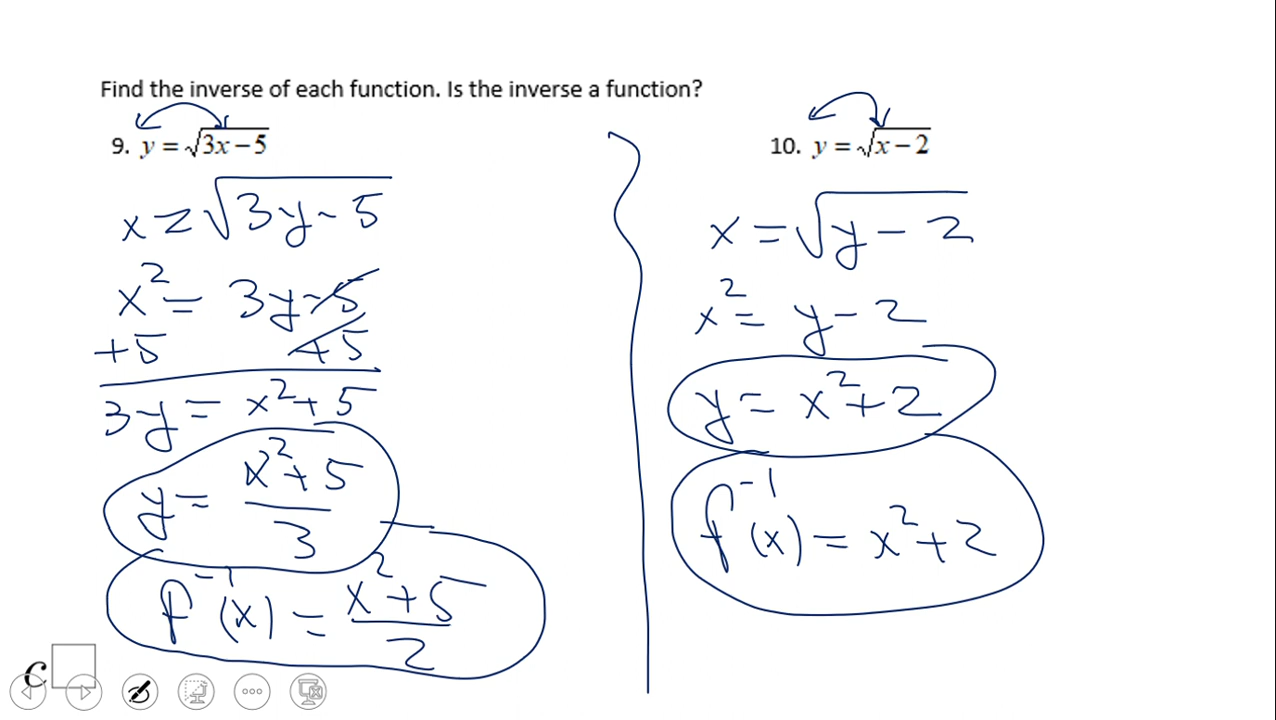 Find the inverse of each function. Is the inverse a function?
9. y = √(3x − 5)
x = √(3y − 5)
x² = 3y − 5
+5 +5
3y = x² + 5
y = (x² + 5)/3
f⁻¹(x) = (x² + 5)/2
10. y = √(x − 2)
x = √(y − 2)
x² = y − 2
y = x² + 2
f⁻¹(x) = x² + 2
C